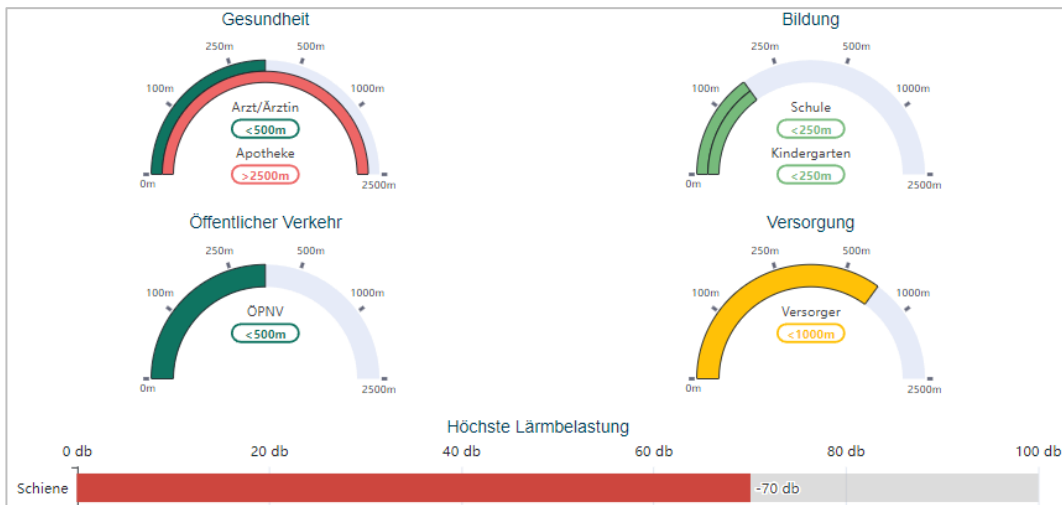 Gesundheit
250m
500m
100m
1000m
Arzt/Ärztin
<500m
Apotheke
>2500m
0m
2500m
Bildung
250m
500m
100m
1000m
Schule
<250m
Kindergarten
<250m
0m
2500m
Öffentlicher Verkehr
250m
500m
100m
1000m
ÖPNV
<500m
0m
2500m
Versorgung
250m
500m
100m
1000m
Versorger
<1000m
0m
2500m
Höchste Lärmbelastung
0 db 20 db 40 db 60 db 80 db 100 db
Schiene -70 db